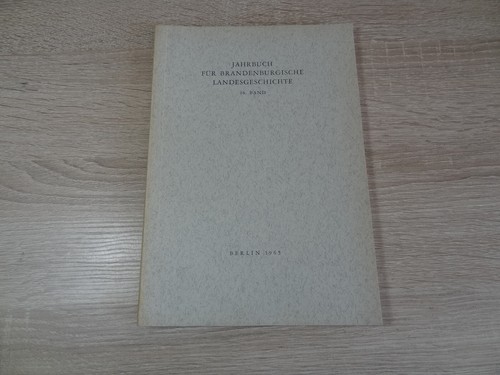 JAHRBUCH
FÜR BRANDENBURGISCHE
LANDESGESCHICHTE
BAND
BERLIN